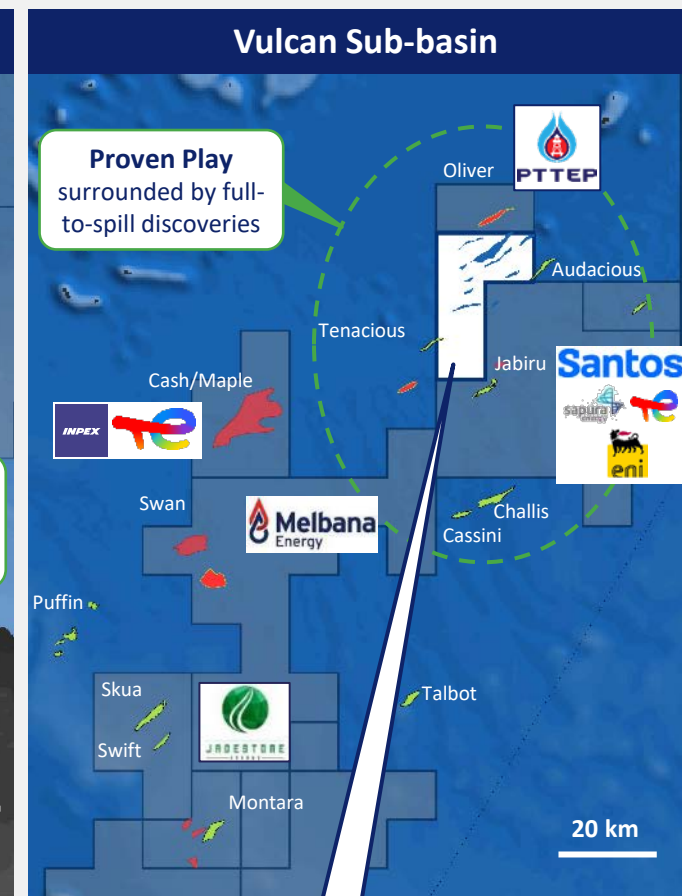 Vulcan Sub-basin
Proven Play
surrounded by full-
to-spill discoveries
Oliver
PTTEP
Audacious
Tenacious
Jabiru
Santos
sapura
energy
eni
Cash/Maple
INPEX
Swan
Melbana
Energy
Challis
Cassini
Puffin
Skua
Swift
JADESTONE
ENERGY
Talbot
Montara
20 km